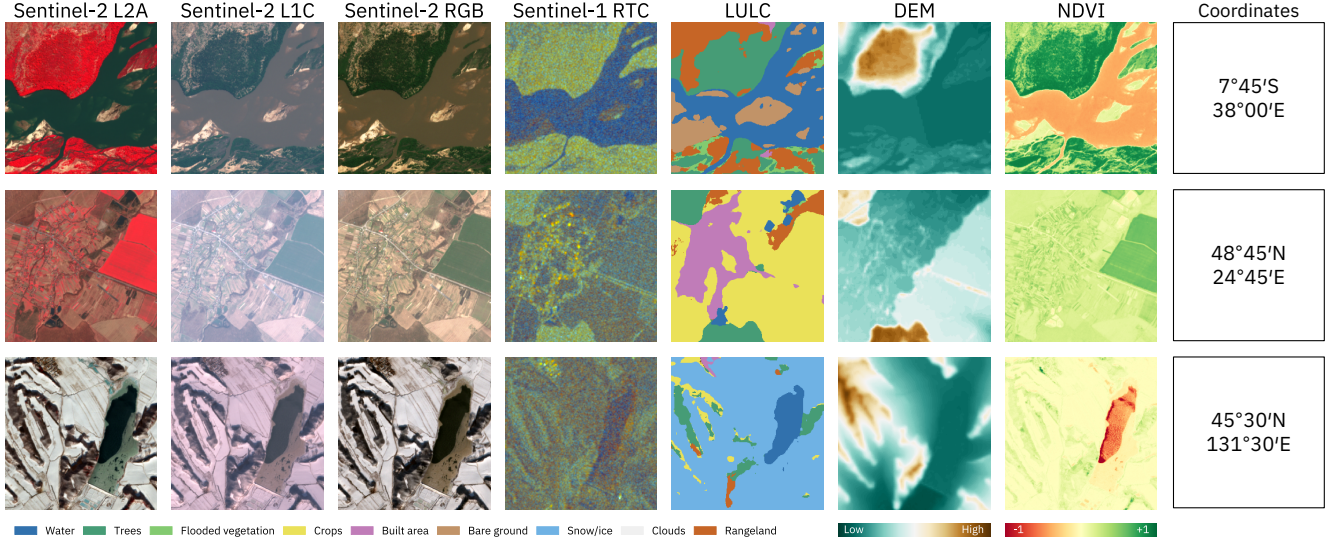 Sentinel-2 L2A Sentinel-2 L1C Sentinel-2 RGB Sentinel-1 RTC LULC DEM NDVI Coordinates
7°45′S
38°00′E
48°45′N
24°45′E
45°30′N
131°30′E
Water Trees Flooded vegetation Crops Built area Bare ground Snow/ice Clouds Rangeland Low High -1 +1